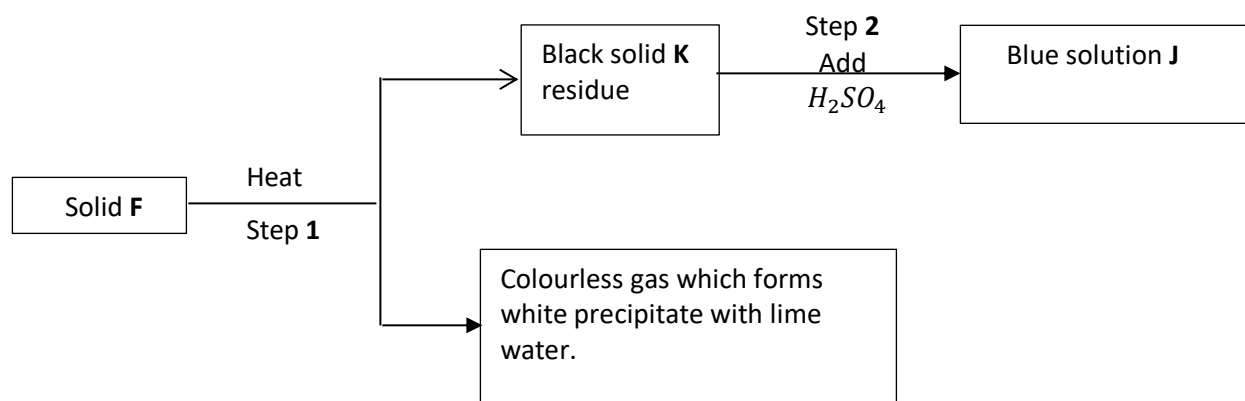 Solid F
Heat
Step 1
Black solid K
residue
Step 2
Add
H₂SO₄
Blue solution J
Colourless gas which forms
white precipitate with lime
water.